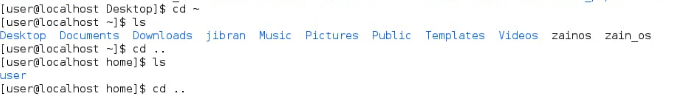 [user@localhost Desktop]$ cd ~
[user@localhost ~]$ ls
Desktop  Documents  Downloads  jibran  Music  Pictures  Public  Templates  Videos  zainos  zain_os
[user@localhost ~]$ cd ..
[user@localhost home]$ ls
user
[user@localhost home]$ cd ..